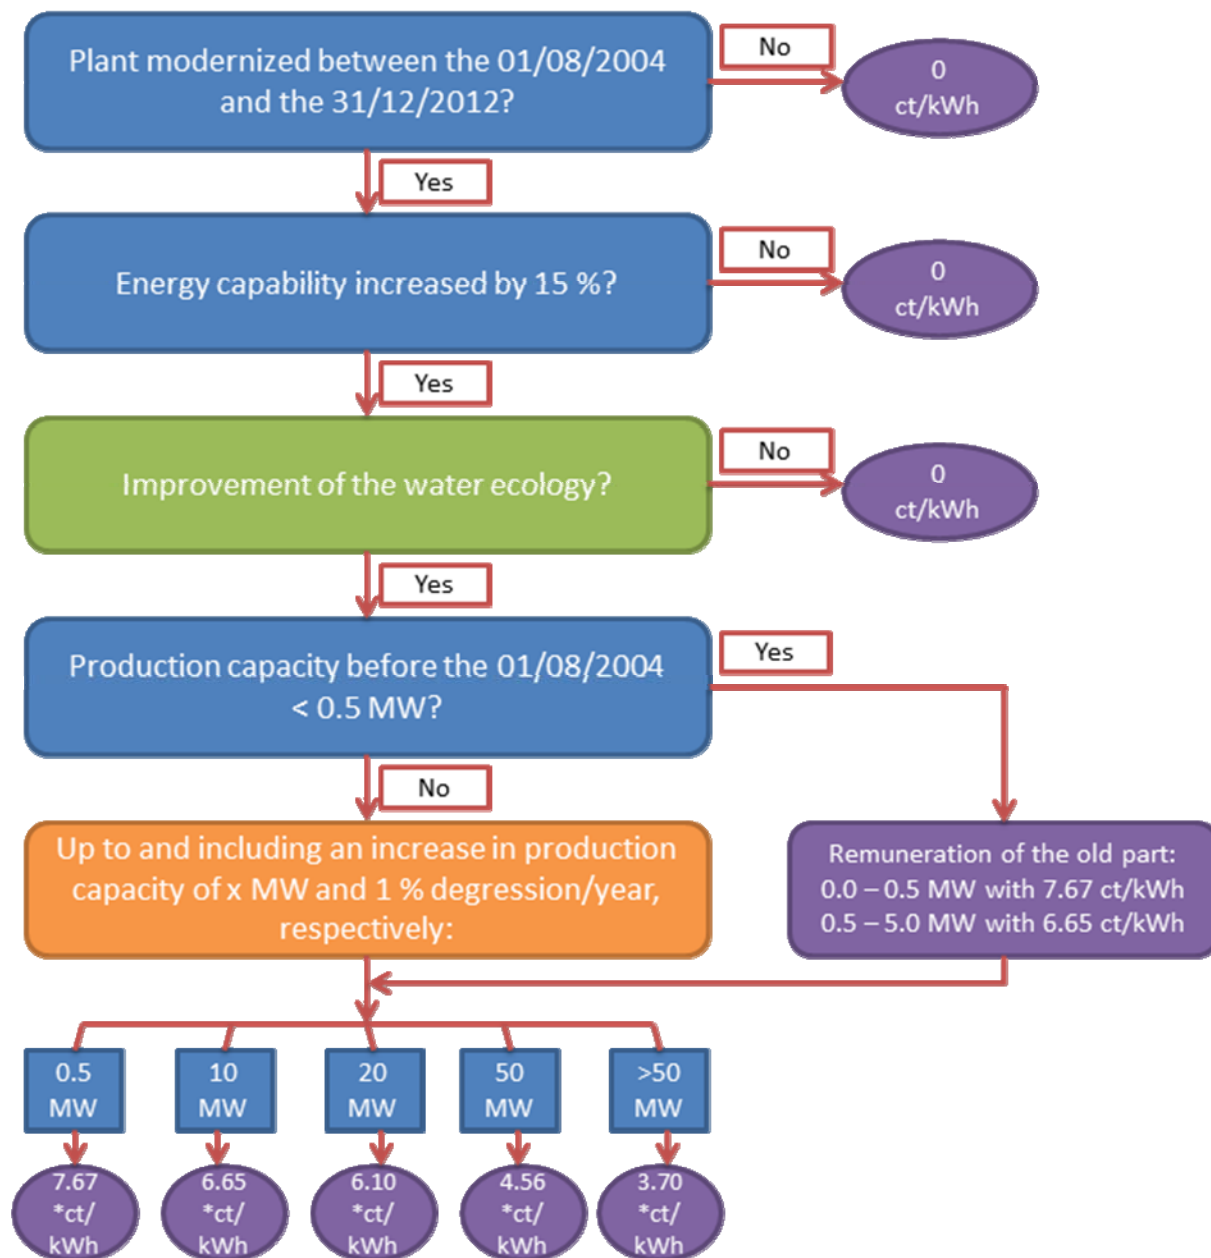 Plant modernized between the 01/08/2004
and the 31/12/2012?
No
0
ct/kWh
Yes
Energy capability increased by 15 %?
No
0
ct/kWh
Yes
Improvement of the water ecology?
No
0
ct/kWh
Yes
Production capacity before the 01/08/2004
< 0.5 MW?
Yes
No
Up to and including an increase in production
capacity of x MW and 1 % degression/year,
respectively:
Remuneration of the old part:
0.0 – 0.5 MW with 7.67 ct/kWh
0.5 – 5.0 MW with 6.65 ct/kWh
0.5
MW
10
MW
20
MW
50
MW
>50
MW
7.67
*ct/
kWh
6.65
*ct/
kWh
6.10
*ct/
kWh
4.56
*ct/
kWh
3.70
*ct/
kWh